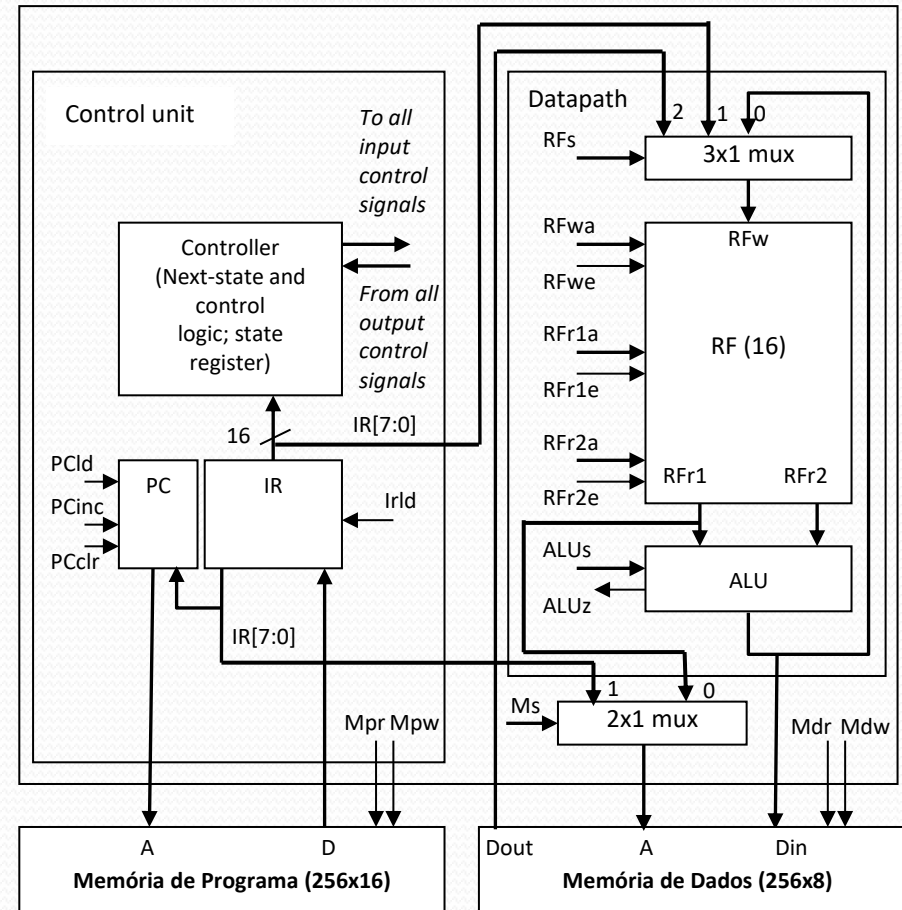 Control unit
To all
input
control
signals
Controller
(Next-state and
control
logic; state
register)
From all
output
control
signals
16
IR[7:0]
PCld
PCinc
PCclr
PC
IR
Irld
IR[7:0]
Mpr Mpw
A D
Memória de Programa (256x16)
Datapath
2 1 0
RFs
3x1 mux
RFwa
RFwe
RFw
RFr1a
RFr1e
RF (16)
RFr2a
RFr2e
RFr1 RFr2
ALUs
ALUz
ALU
1 0
Ms
2x1 mux
Mdr Mdw
Dout A Din
Memória de Dados (256x8)